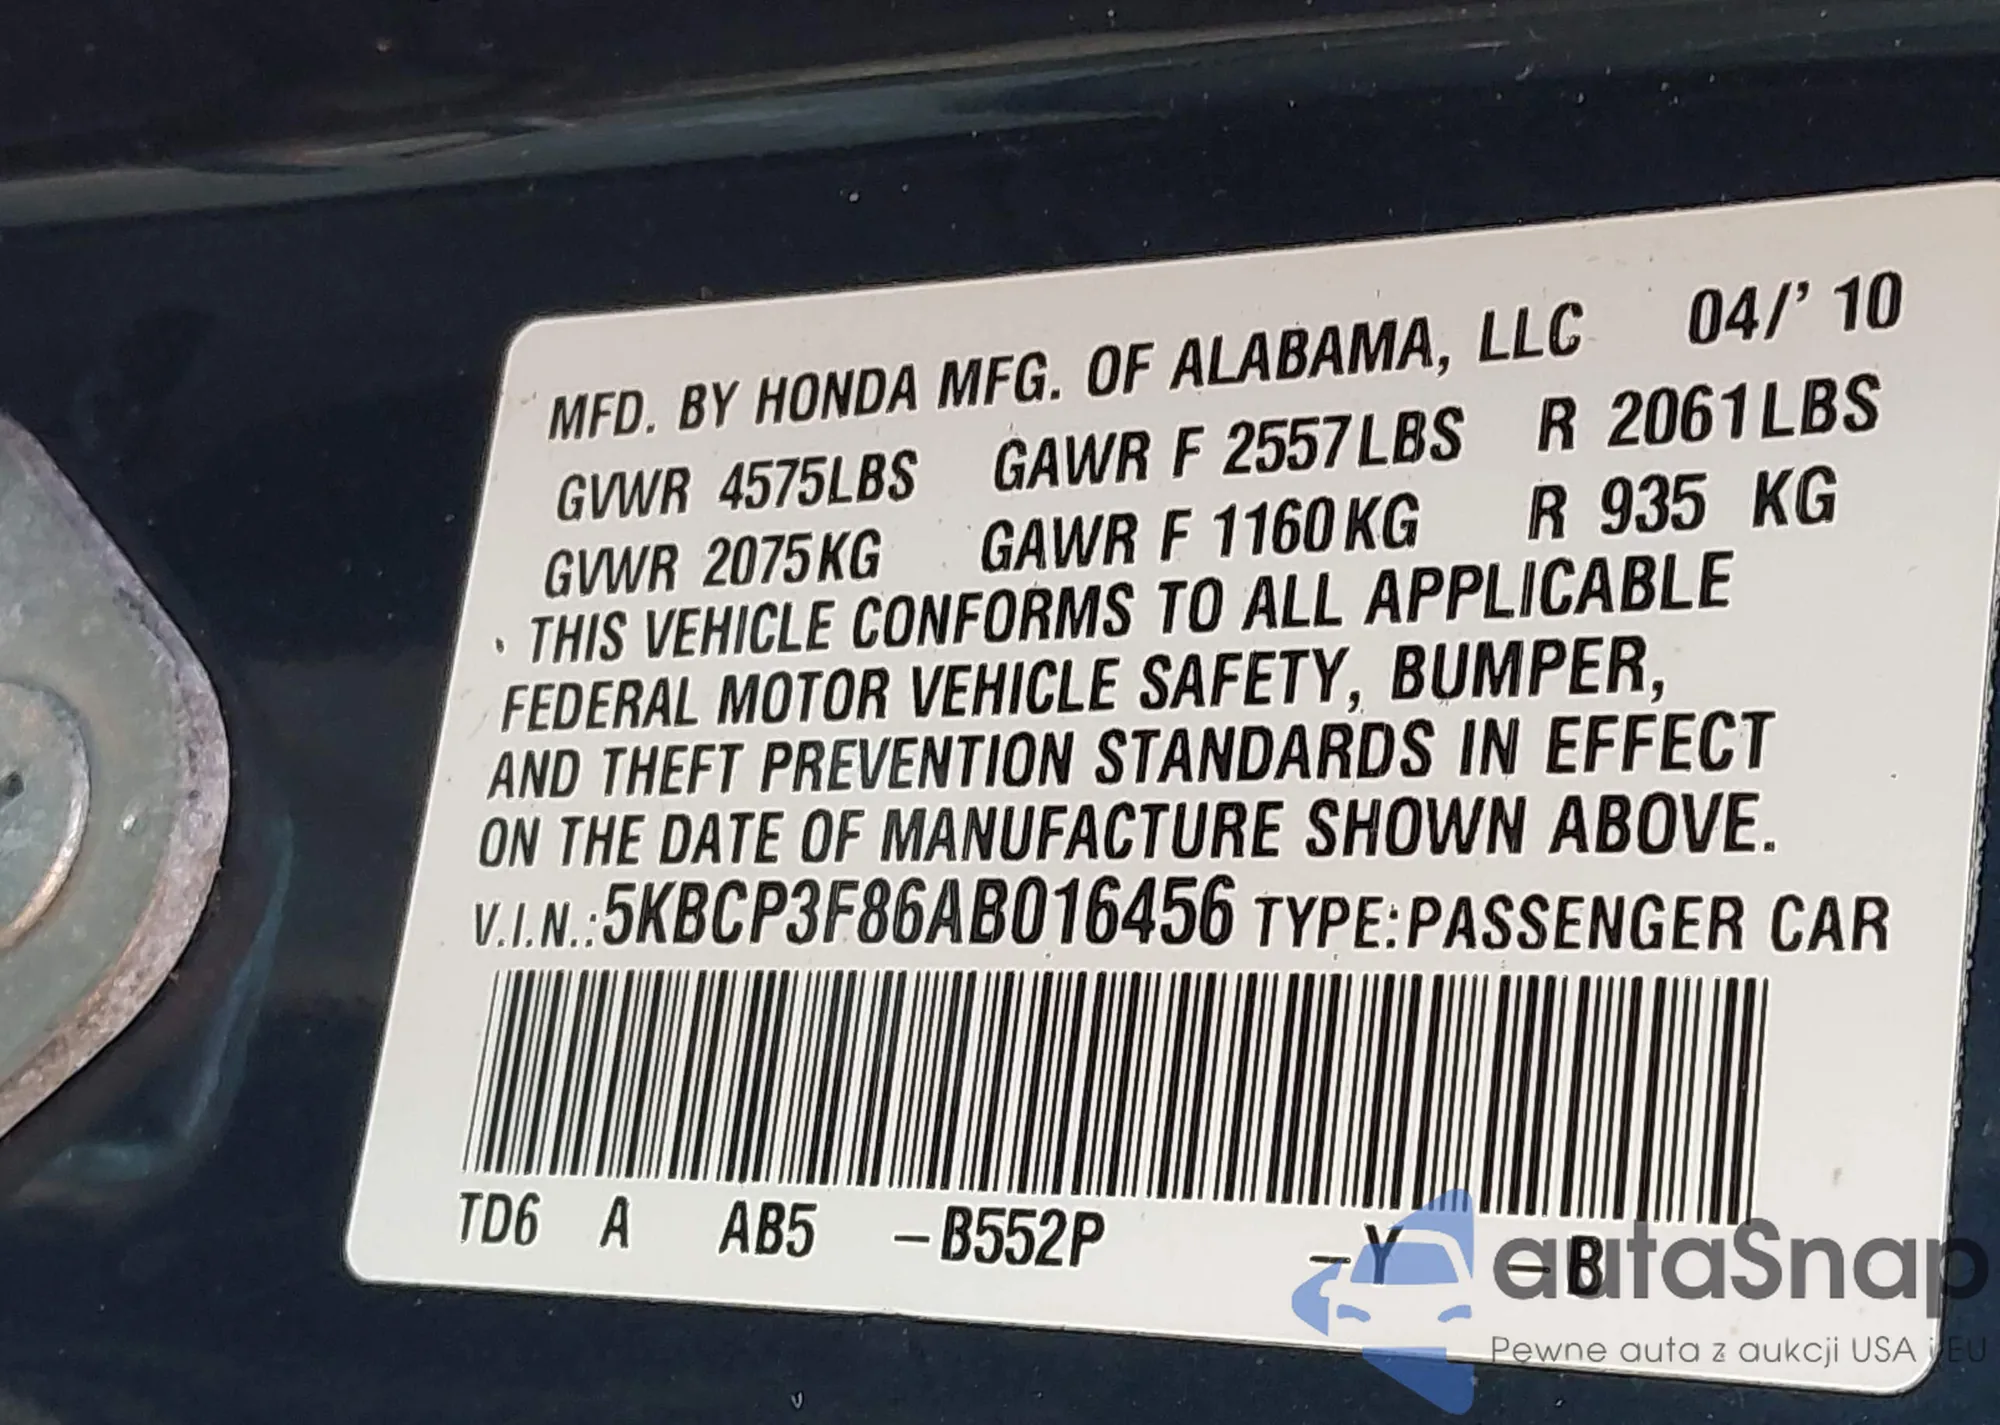 MFD. BY HONDA MFG. OF ALABAMA, LLC 04/' 10
GVWR 4575LBS GAWR F 2557LBS R 2061LBS
GVWR 2075KG GAWR F 1160KG R 935 KG
THIS VEHICLE CONFORMS TO ALL APPLICABLE
FEDERAL MOTOR VEHICLE SAFETY, BUMPER,
AND THEFT PREVENTION STANDARDS IN EFFECT
ON THE DATE OF MANUFACTURE SHOWN ABOVE.
V.I.N.:5KBCP3F86AB016456 TYPE:PASSENGER CAR
TD6 A AB5 -B552P -Y -B
autaSnap
Pewne auta z aukcji USA i EU